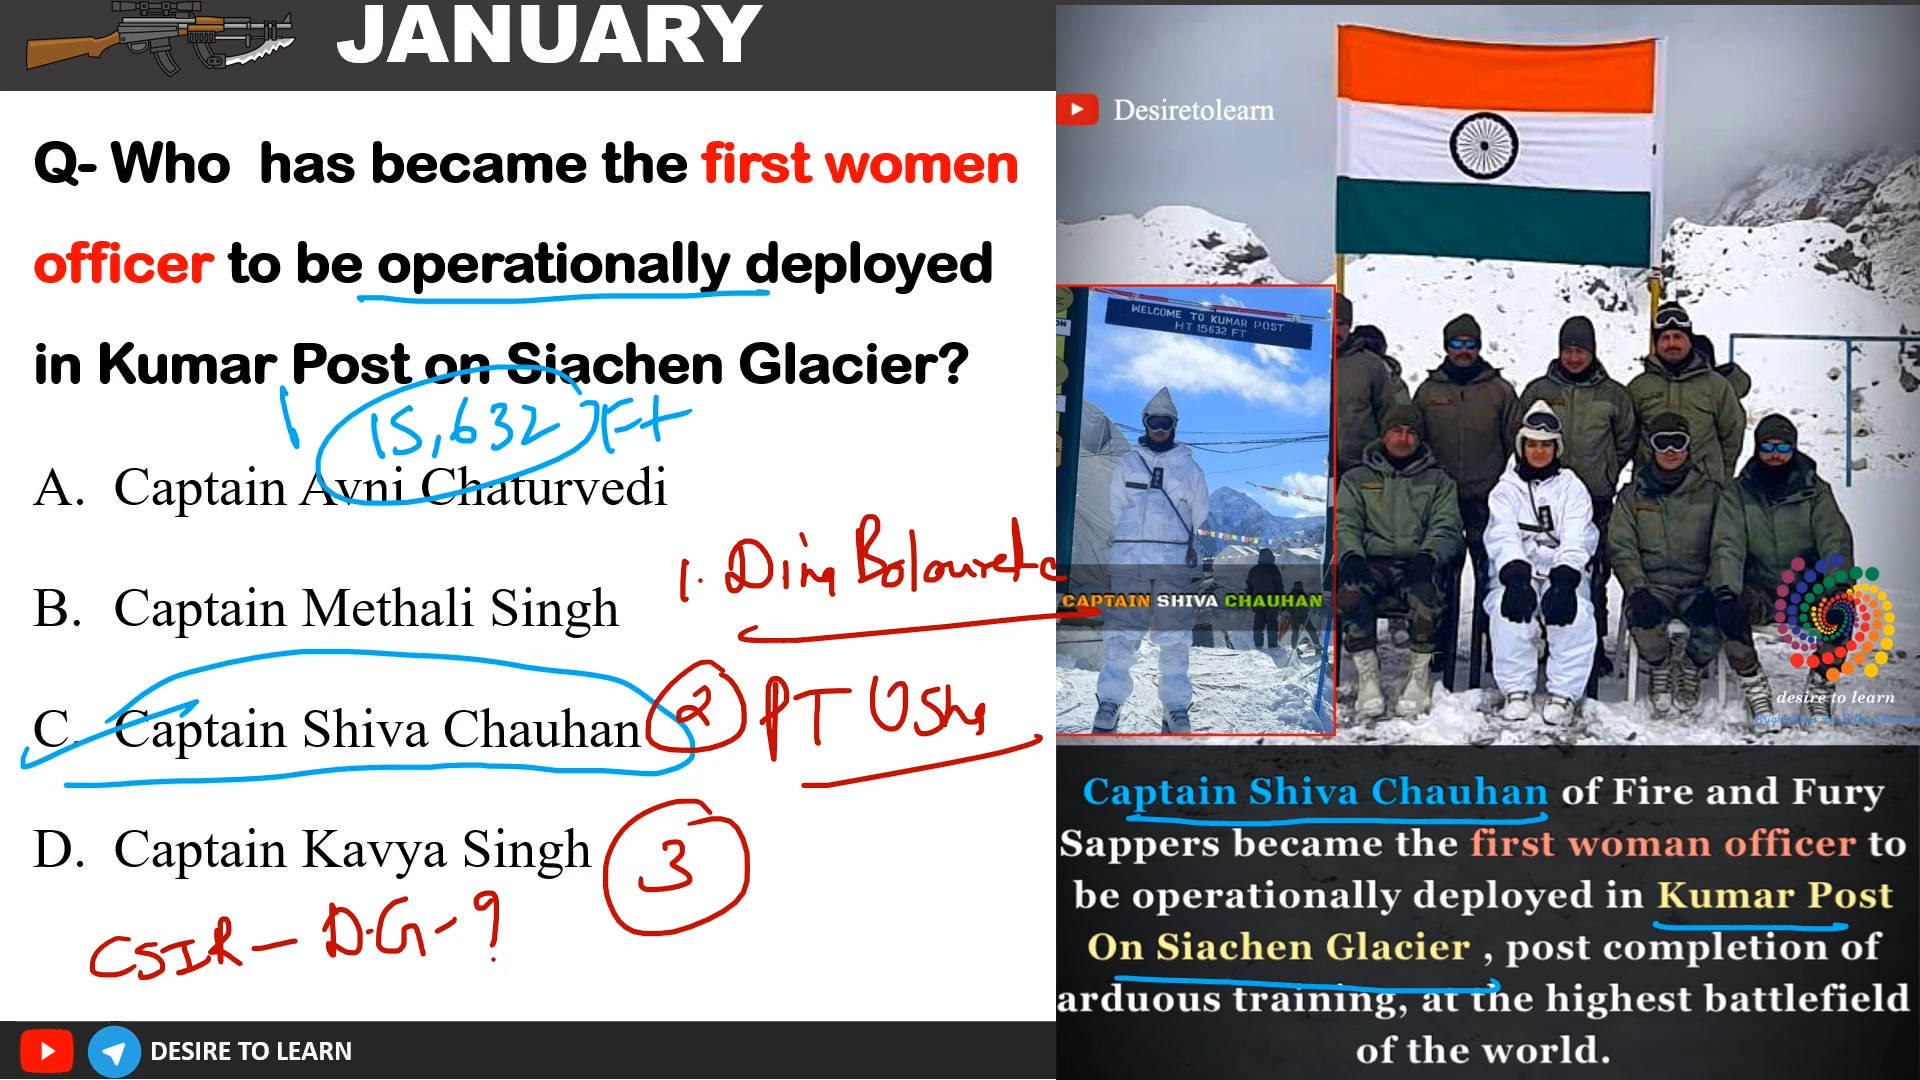 JANUARY
Q- Who has became the first women
officer to be operationally deployed
in Kumar Post on Siachen Glacier?
15,632 Ft
A. Captain Avni Chaturvedi
B. Captain Methali Singh
C. Captain Shiva Chauhan
D. Captain Kavya Singh
1. Dina
2 PT Usha
3
CSIR - D.G - ?
DESIRE TO LEARN
Desiretolearn
WELCOME TO KUMAR POST
HT 15632 FT
CAPTAIN SHIVA CHAUHAN
desire to learn
Captain Shiva Chauhan of Fire and Fury
Sappers became the first woman officer to
be operationally deployed in Kumar Post
On Siachen Glacier , post completion of
arduous training, at the highest battlefield
of the world.